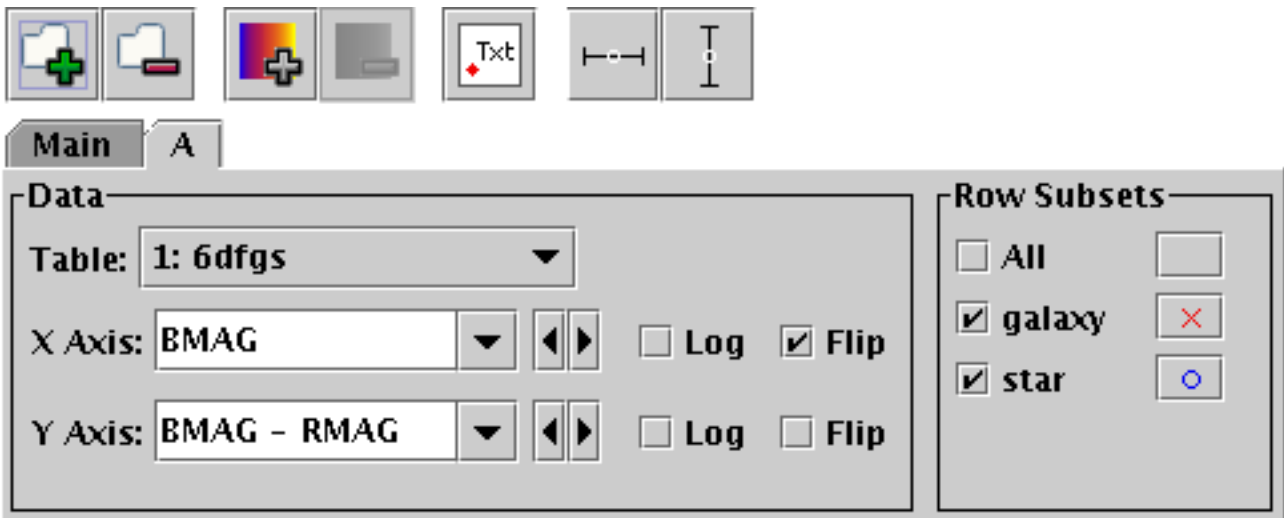 Txt
Main A
Data
Table: 1: 6dfgs
X Axis: BMAG Log Flip
Y Axis: BMAG - RMAG Log Flip
Row Subsets
All
galaxy
star